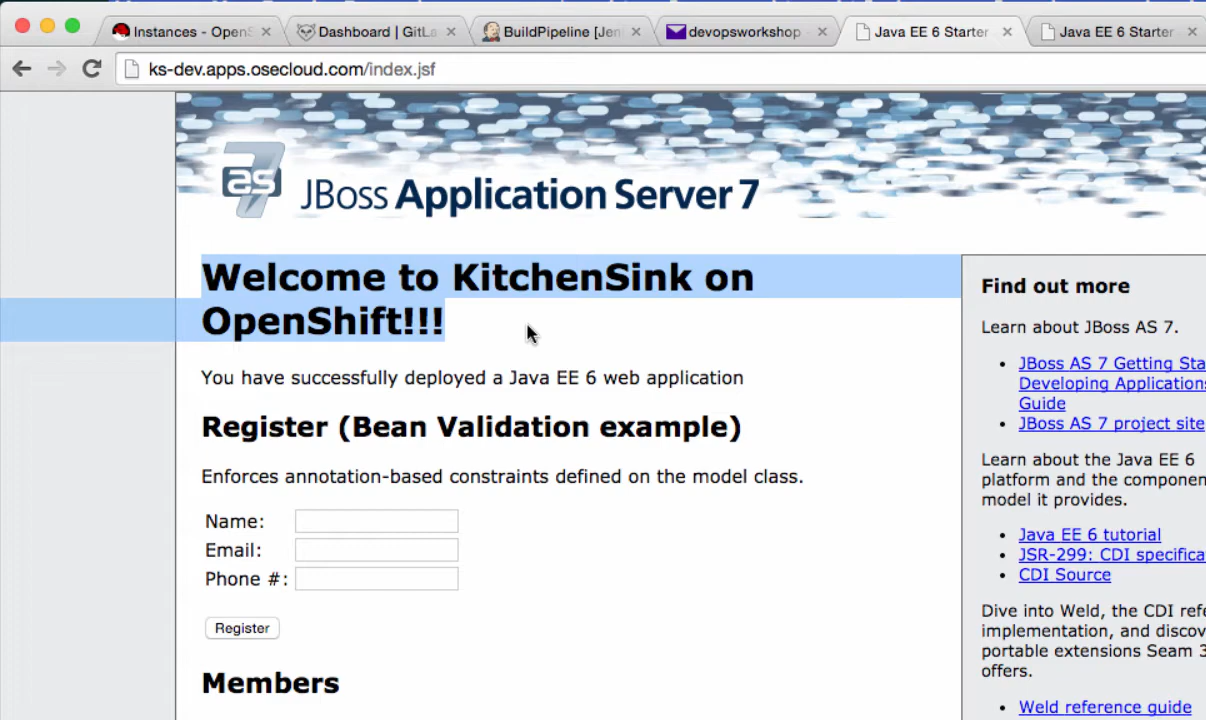 Instances - OpenS
Dashboard | GitLa
BuildPipeline [Jen
devopsworkshop
Java EE 6 Starter
Java EE 6 Starter
ks-dev.apps.osecloud.com/index.jsf
as 7
JBoss Application Server 7
Welcome to KitchenSink on
OpenShift!!!
You have successfully deployed a Java EE 6 web application
Register (Bean Validation example)
Enforces annotation-based constraints defined on the model class.
Name:
Email:
Phone #:
Register
Members
Find out more
Learn about JBoss AS 7.
JBoss AS 7 Getting Sta
Developing Applications
Guide
JBoss AS 7 project site
Learn about the Java EE 6
platform and the componen
model it provides.
Java EE 6 tutorial
JSR-299: CDI specifica
CDI Source
Dive into Weld, the CDI refe
implementation, and discov
portable extensions Seam 3
offers.
Weld reference guide